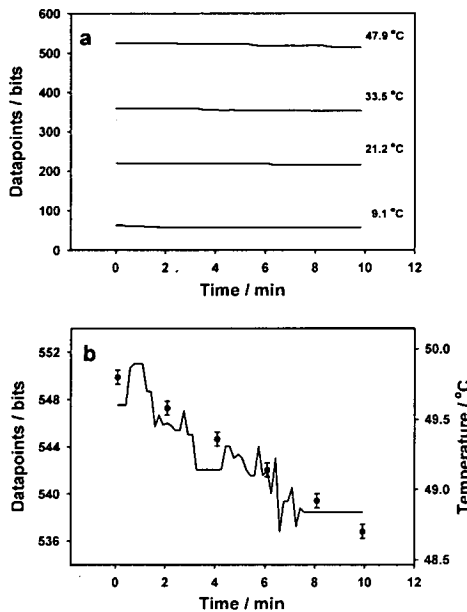 a
Datapoints / bits
600
500
400
300
200
100
0
47.9 °C
33.5 °C
21.2 °C
9.1 °C
0 2 4 6 8 10 12
Time / min
b
Datapoints / bits
552
548
544
540
536
50.0
49.5
49.0
48.5
Temperature / °C
0 2 4 6 8 10 12
Time / min